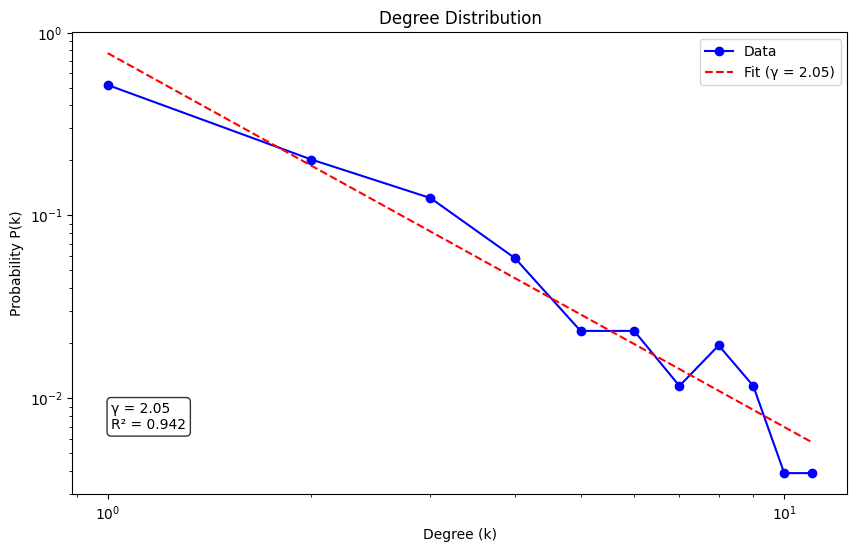 Degree Distribution
Data
Fit (γ = 2.05)
10⁰
10⁻¹
10⁻²
Probability P(k)
γ = 2.05
R² = 0.942
10⁰
10¹
Degree (k)